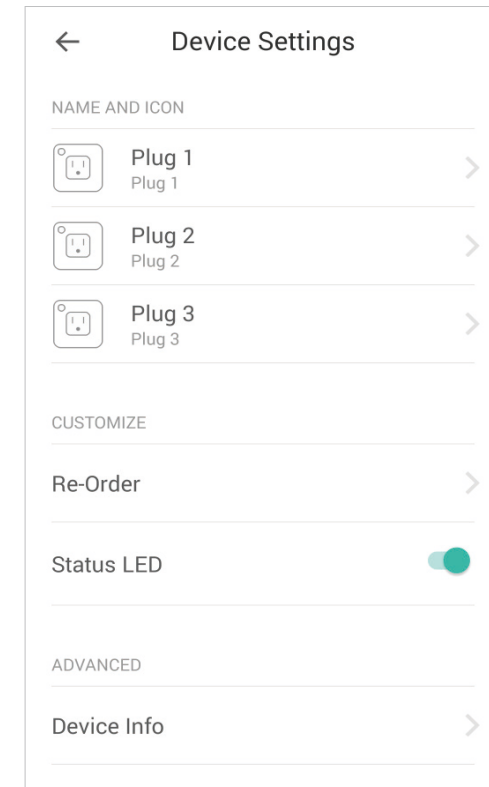 Device Settings
NAME AND ICON
Plug 1
Plug 1
Plug 2
Plug 2
Plug 3
Plug 3
CUSTOMIZE
Re-Order
Status LED
ADVANCED
Device Info